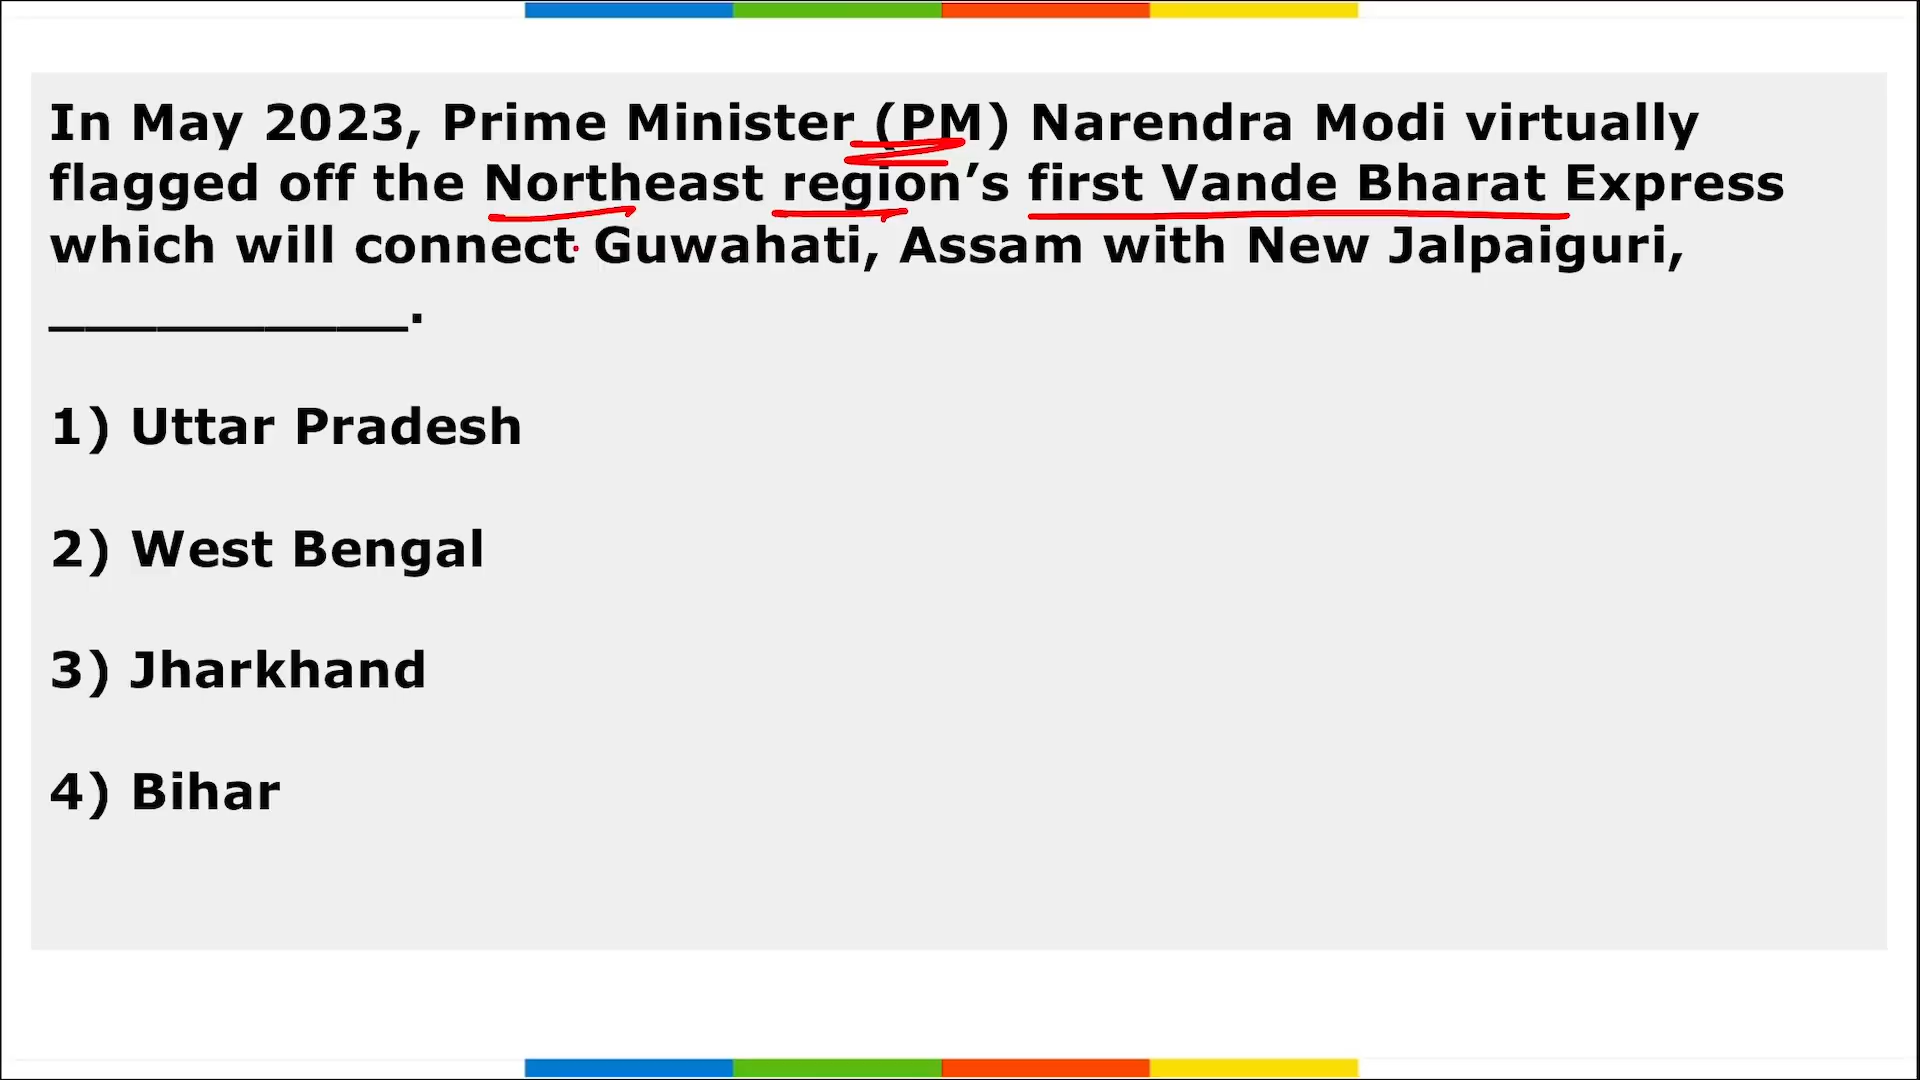 In May 2023, Prime Minister (PM) Narendra Modi virtually
flagged off the Northeast region’s first Vande Bharat Express
which will connect Guwahati, Assam with New Jalpaiguri,
__________.
1) Uttar Pradesh
2) West Bengal
3) Jharkhand
4) Bihar